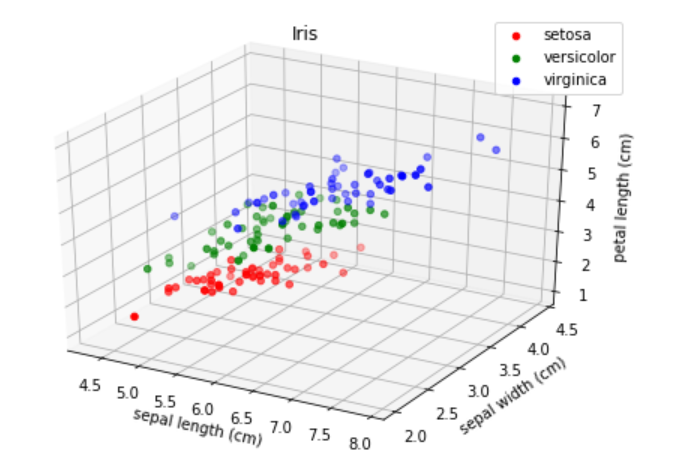 Iris
setosa
versicolor
virginica
7
6
5
4
3
2
1
petal length (cm)
4.5
4.0
3.5
3.0
2.5
2.0
sepal width (cm)
4.5 5.0 5.5 6.0 6.5 7.0 7.5 8.0
sepal length (cm)